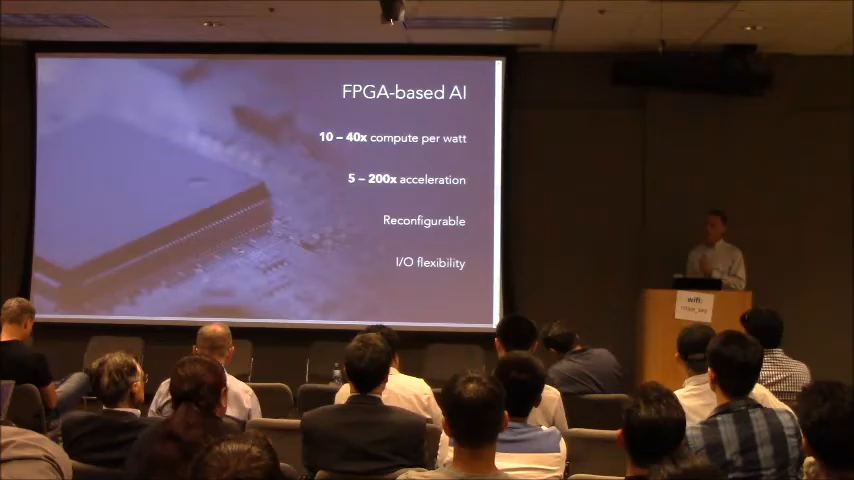 FPGA-based AI
10 – 40x compute per watt
5 – 200x acceleration
Reconfigurable
I/O flexibility
wifi: